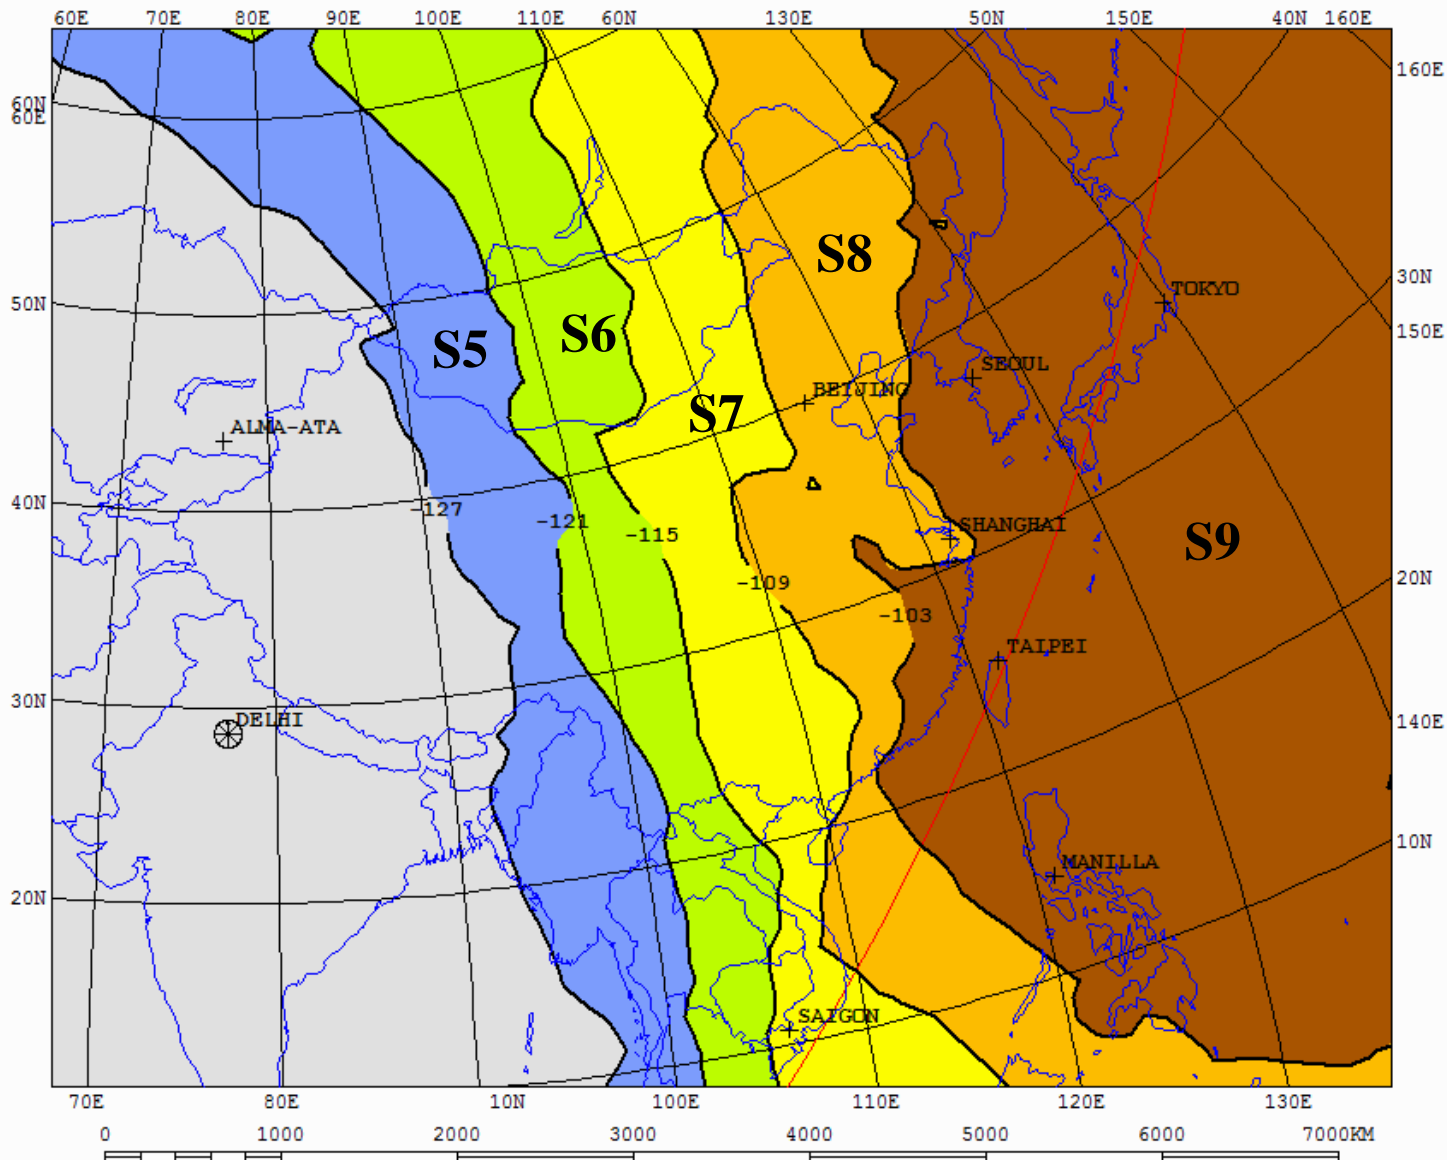 60E 70E 80E 90E 100E 110E 60N 130E 50N 150E 40N 160E
160E
60N
60E
S8
30N
TOKYO
50N
150E
S5 S6
SEOUL
BEIJING
S7
ALMA-ATA
40N
-127 -121 -115
SHANGHAI
S9
-109
20N
-103
TAIPEI
30N
DELHI
140E
10N
MANILLA
20N
SAIGON
70E 80E 10N 100E 110E 120E 130E
0 1000 2000 3000 4000 5000 6000 7000KM